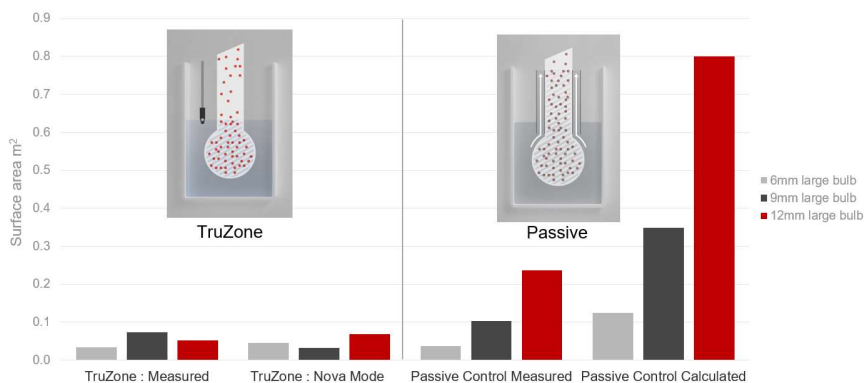 0.9
0.8
0.7
0.6
0.5
0.4
0.3
0.2
0.1
0.0
Surface area m²
TruZone
Passive
6mm large bulb
9mm large bulb
12mm large bulb
TruZone : Measured
TruZone : Nova Mode
Passive Control Measured
Passive Control Calculated